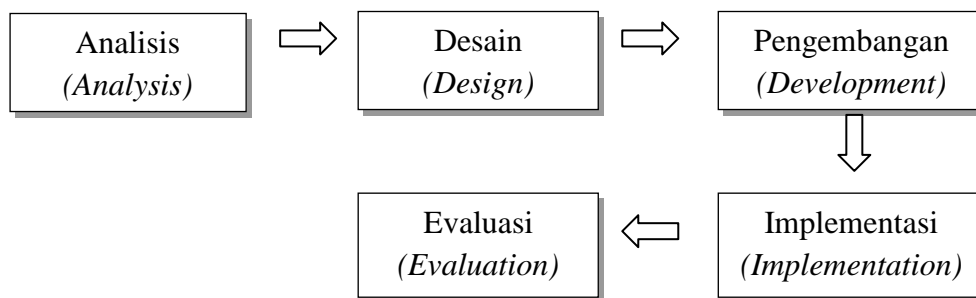 Analisis
(Analysis)
Desain
(Design)
Pengembangan
(Development)
Implementasi
(Implementation)
Evaluasi
(Evaluation)